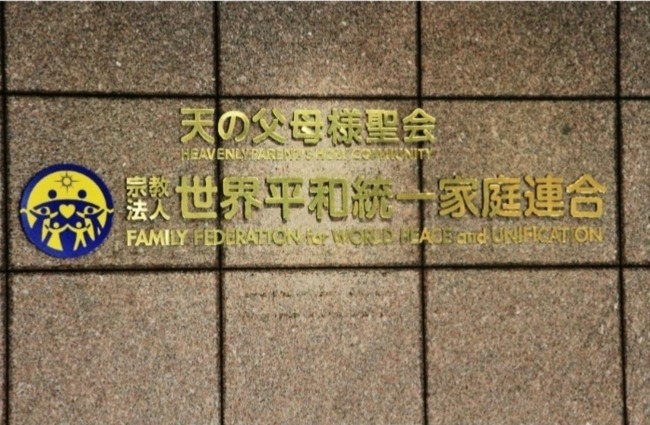 天の父母様聖会
HEAVENLY PARENT'S HOLY COMMUNITY
宗教法人 世界平和統一家庭連合
FAMILY FEDERATION for WORLD PEACE and UNIFICATION